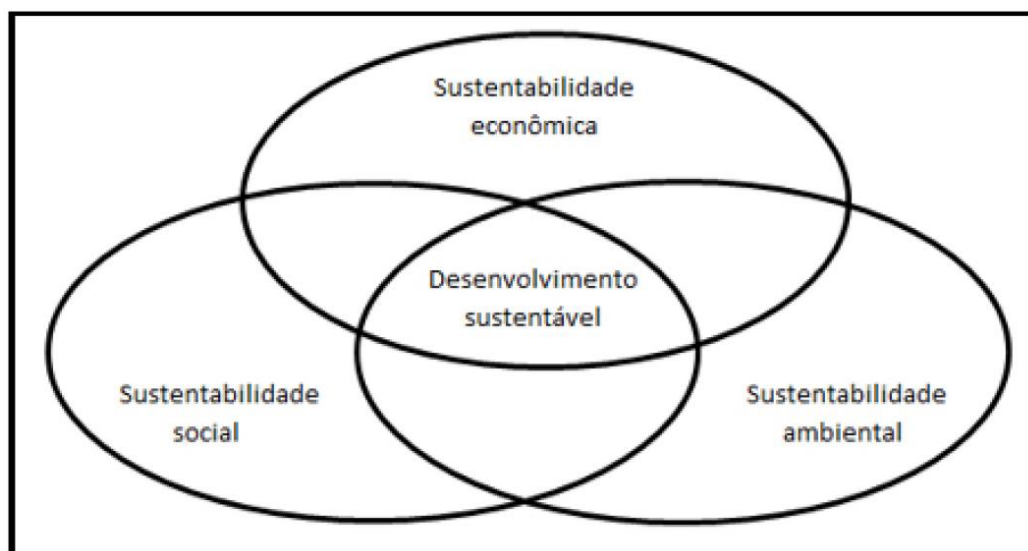 Sustentabilidade
econômica
Desenvolvimento
sustentável
Sustentabilidade
social
Sustentabilidade
ambiental